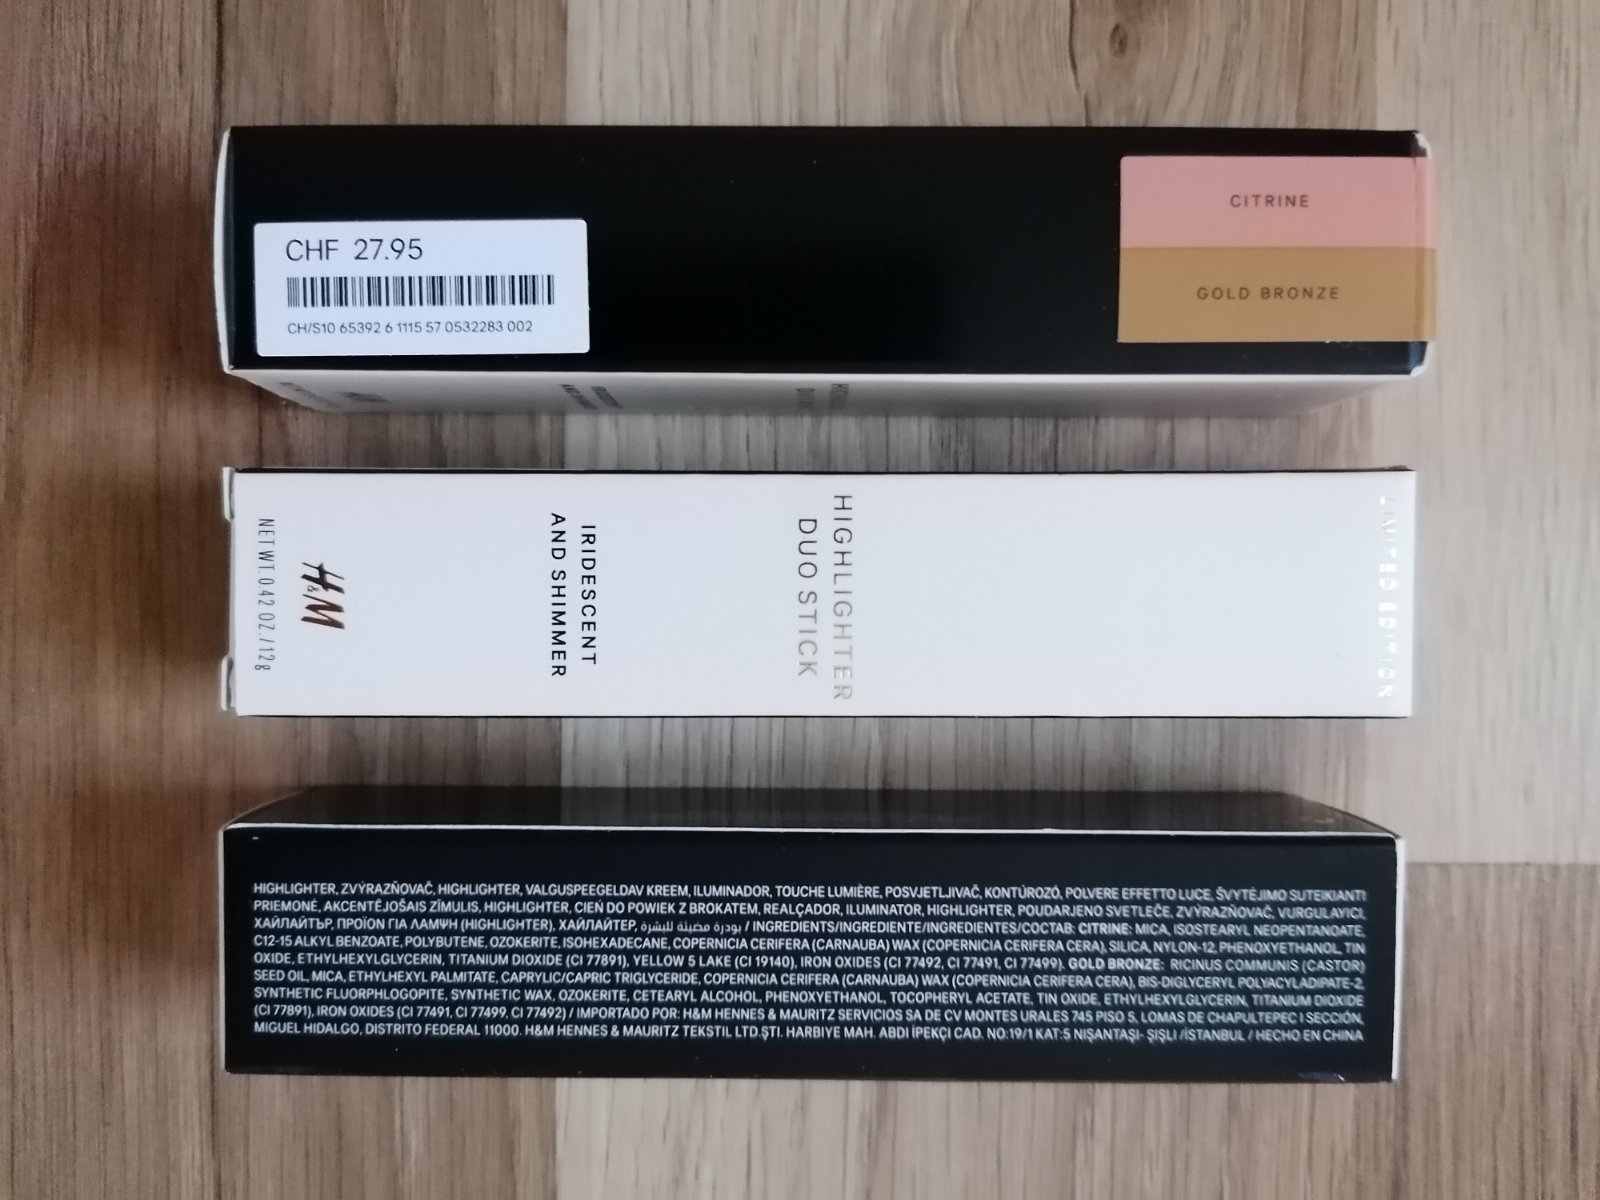 CHF 27.95
CH/S10 65392 6 1115 57 0532283 002
CITRINE
GOLD BRONZE
LIMITED EDITION
HIGHLIGHTER
DUO STICK
IRIDESCENT
AND SHIMMER
H&M
NET WT. 0.42 OZ./12g
HIGHLIGHTER, ZVÝRAZŇOVAČ, HIGHLIGHTER, VALGUSPEEGELDAV KREEM, ILUMINADOR, TOUCHE LUMIÈRE, POSVJETLJIVAČ, KONTÚROZÓ, POLVERE EFFETTO LUCE, ŠVYTĖJIMO SUTEIKIANTI
PRIEMONĖ, AKCENTĒJOŠAIS ZĪMULIS, HIGHLIGHTER, CIEŃ DO POWIEK Z BROKATEM, REALÇADOR, ILUMINATOR, HIGHLIGHTER, POUDARJENO SVETLEČE, ZVÝRAZŇOVAČ, VURGULAYICI,
ХАЙЛАЙТЪР, ΠΡΟΪΟΝ ΓΙΑ ΛΑΜΨΗ (HIGHLIGHTER), ХАЙЛАЙТЕР, بودرة مضيئة للبشرة / INGREDIENTS/INGREDIENTE/INGREDIENTES/СОСТАВ: CITRINE: MICA, ISOSTEARYL NEOPENTANOATE,
C12-15 ALKYL BENZOATE, POLYBUTENE, OZOKERITE, ISOHEXADECANE, COPERNICIA CERIFERA (CARNAUBA) WAX (COPERNICIA CERIFERA CERA), SILICA, NYLON-12, PHENOXYETHANOL, TIN
OXIDE, ETHYLHEXYLGLYCERIN, TITANIUM DIOXIDE (CI 77891), YELLOW 5 LAKE (CI 19140), IRON OXIDES (CI 77492, CI 77491, CI 77499). GOLD BRONZE: RICINUS COMMUNIS (CASTOR)
SEED OIL, MICA, ETHYLHEXYL PALMITATE, CAPRYLIC/CAPRIC TRIGLYCERIDE, COPERNICIA CERIFERA (CARNAUBA) WAX (COPERNICIA CERIFERA CERA), BIS-DIGLYCERYL POLYACYLADIPATE-2,
SYNTHETIC FLUORPHLOGOPITE, SYNTHETIC WAX, OZOKERITE, CETEARYL ALCOHOL, PHENOXYETHANOL, TOCOPHERYL ACETATE, TIN OXIDE, ETHYLHEXYLGLYCERIN, TITANIUM DIOXIDE
(CI 77891), IRON OXIDES (CI 77491, CI 77499, CI 77492) / IMPORTADO POR: H&M HENNES & MAURITZ SERVICIOS SA DE CV MONTES URALES 745 PISO 5, LOMAS DE CHAPULTEPEC I SECCIÓN,
MIGUEL HIDALGO, DISTRITO FEDERAL 11000. H&M HENNES & MAURITZ TEKSTIL LTD.ŞTI. HARBIYE MAH. ABDI İPEKÇI CAD. NO:19/1 KAT:5 NIŞANTAŞI- ŞIŞLI /İSTANBUL / HECHO EN CHINA